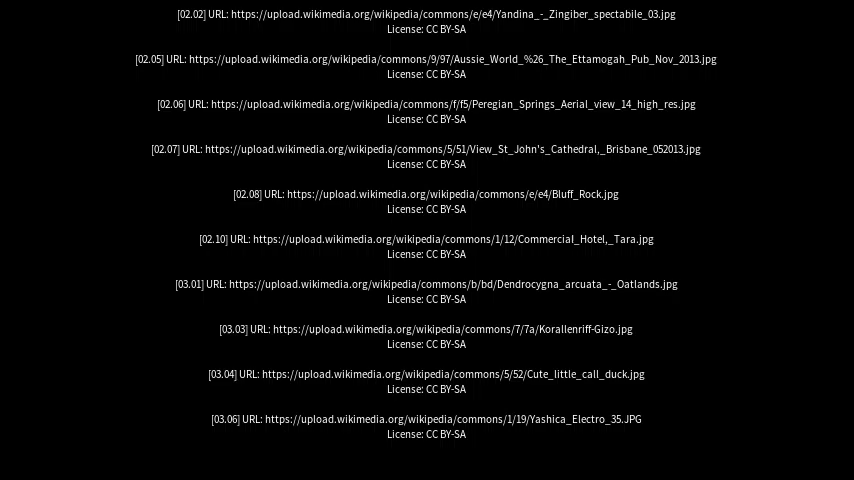 [02.02] URL: https://upload.wikimedia.org/wikipedia/commons/e/e4/Yandina_-_Zingiber_spectabile_03.jpg
License: CC BY-SA
[02.05] URL: https://upload.wikimedia.org/wikipedia/commons/9/97/Aussie_World_%26_The_Ettamogah_Pub_Nov_2013.jpg
License: CC BY-SA
[02.06] URL: https://upload.wikimedia.org/wikipedia/commons/f/f5/Peregian_Springs_Aerial_view_14_high_res.jpg
License: CC BY-SA
[02.07] URL: https://upload.wikimedia.org/wikipedia/commons/5/51/View_St_John's_Cathedral,_Brisbane_052013.jpg
License: CC BY-SA
[02.08] URL: https://upload.wikimedia.org/wikipedia/commons/e/e4/Bluff_Rock.jpg
License: CC BY-SA
[02.10] URL: https://upload.wikimedia.org/wikipedia/commons/1/12/Commercial_Hotel,_Tara.jpg
License: CC BY-SA
[03.01] URL: https://upload.wikimedia.org/wikipedia/commons/b/bd/Dendrocygna_arcuata_-_Oatlands.jpg
License: CC BY-SA
[03.03] URL: https://upload.wikimedia.org/wikipedia/commons/7/7a/Korallenriff-Gizo.jpg
License: CC BY-SA
[03.04] URL: https://upload.wikimedia.org/wikipedia/commons/5/52/Cute_little_call_duck.jpg
License: CC BY-SA
[03.06] URL: https://upload.wikimedia.org/wikipedia/commons/1/19/Yashica_Electro_35.JPG
License: CC BY-SA